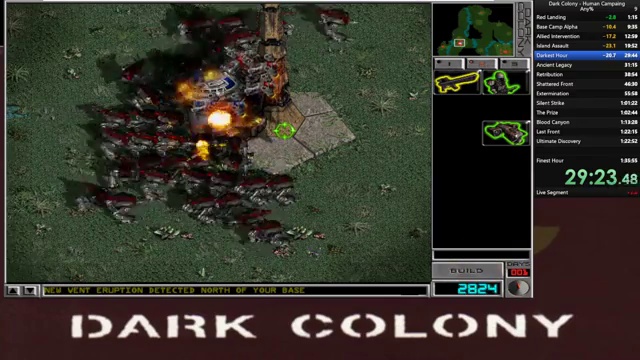 Dark Colony - Human Campaing
Any%
9
Red Landing -2.8 1:15
Base Camp Alpha -10.4 9:35
Allied Intervention -17.2 12:59
Island Assault -23.1 19:52
Darkest Hour -20.7 29:44
Ancient Legacy 31:15
Retribution 38:54
Shattered Front 46:30
Extermination 55:58
Silent Strike 1:01:22
The Prize 1:02:44
Blood Canyon 1:13:28
Last Front 1:22:15
Ultimate Discovery 1:22:52
Finest Hour 1:35:55
29:23.48
Live Segment
BUILD
DAYS
001
2824
NEW VENT ERUPTION DETECTED NORTH OF YOUR BASE
DARK COLONY